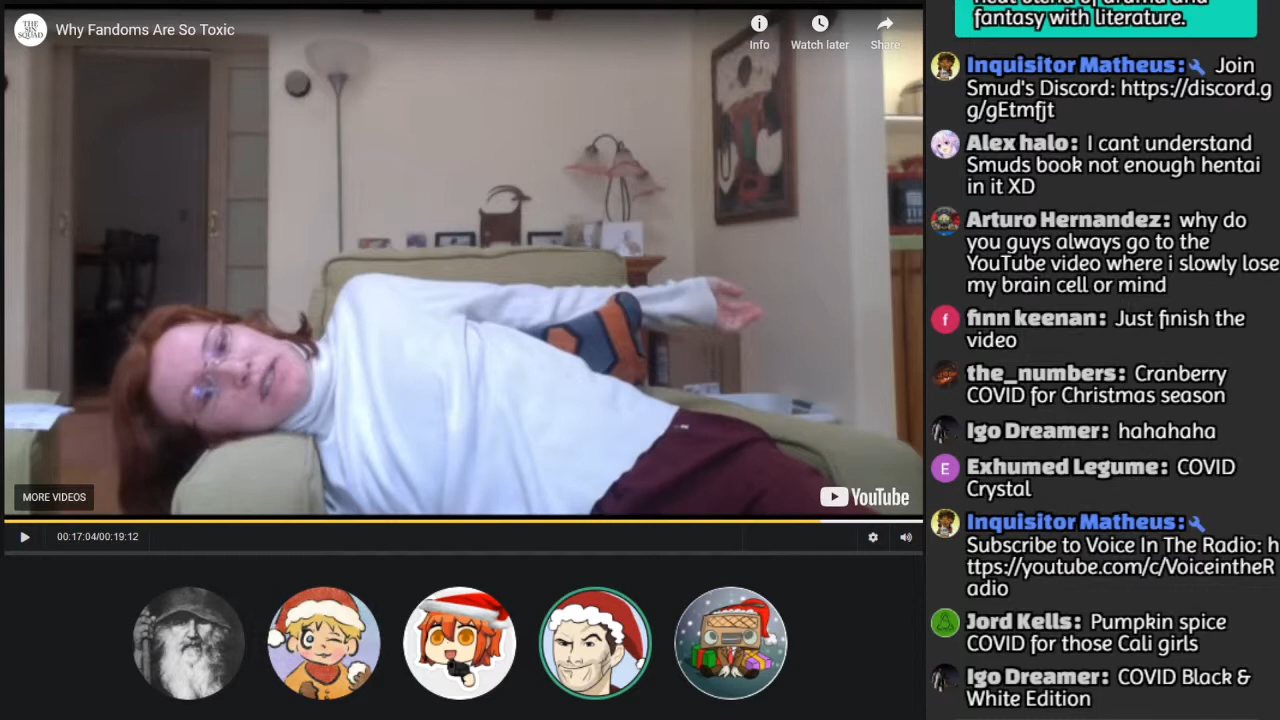 THE
SIN
SQUAD
Why Fandoms Are So Toxic
Info
Watch later
Share
MORE VIDEOS
YouTube
00:17:04/00:19:12
neat blend of drama and
fantasy with literature.
Inquisitor Matheus: Join
Smud's Discord: https://discord.g
g/gEtmfjt
Alex halo: I cant understand
Smuds book not enough hentai
in it XD
Arturo Hernandez: why do
you guys always go to the
YouTube video where i slowly lose
my brain cell or mind
finn keenan: Just finish the
video
the_numbers: Cranberry
COVID for Christmas season
Igo Dreamer: hahahaha
E
Exhumed Legume: COVID
Crystal
Inquisitor Matheus:
Subscribe to Voice In The Radio: h
ttps://youtube.com/c/VoiceintheR
adio
Jord Kells: Pumpkin spice
COVID for those Cali girls
Igo Dreamer: COVID Black &
White Edition